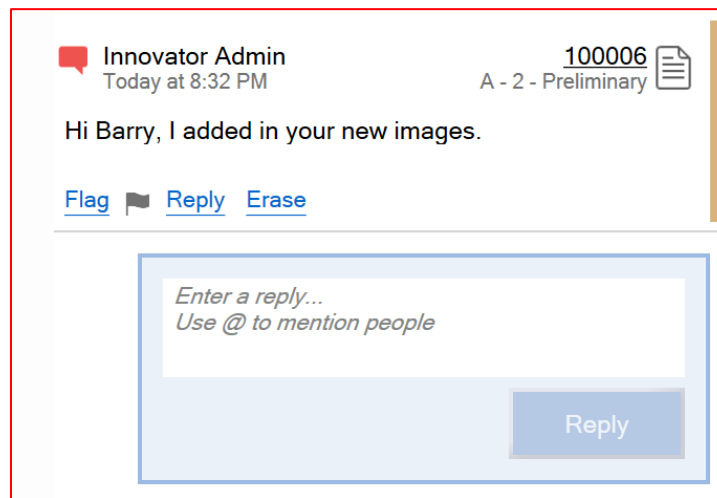 Innovator Admin
Today at 8:32 PM
100006
A - 2 - Preliminary
Hi Barry, I added in your new images.
Flag Reply Erase
Enter a reply...
Use @ to mention people
Reply